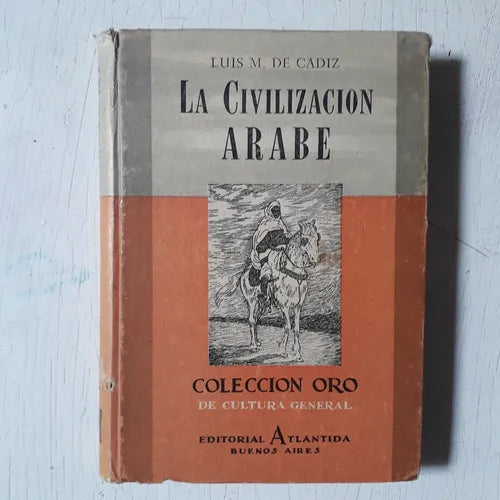 LUIS M. DE CADIZ
LA CIVILIZACION
ARABE
COLECCION ORO
DE CULTURA GENERAL
EDITORIAL ATLANTIDA
BUENOS AIRES